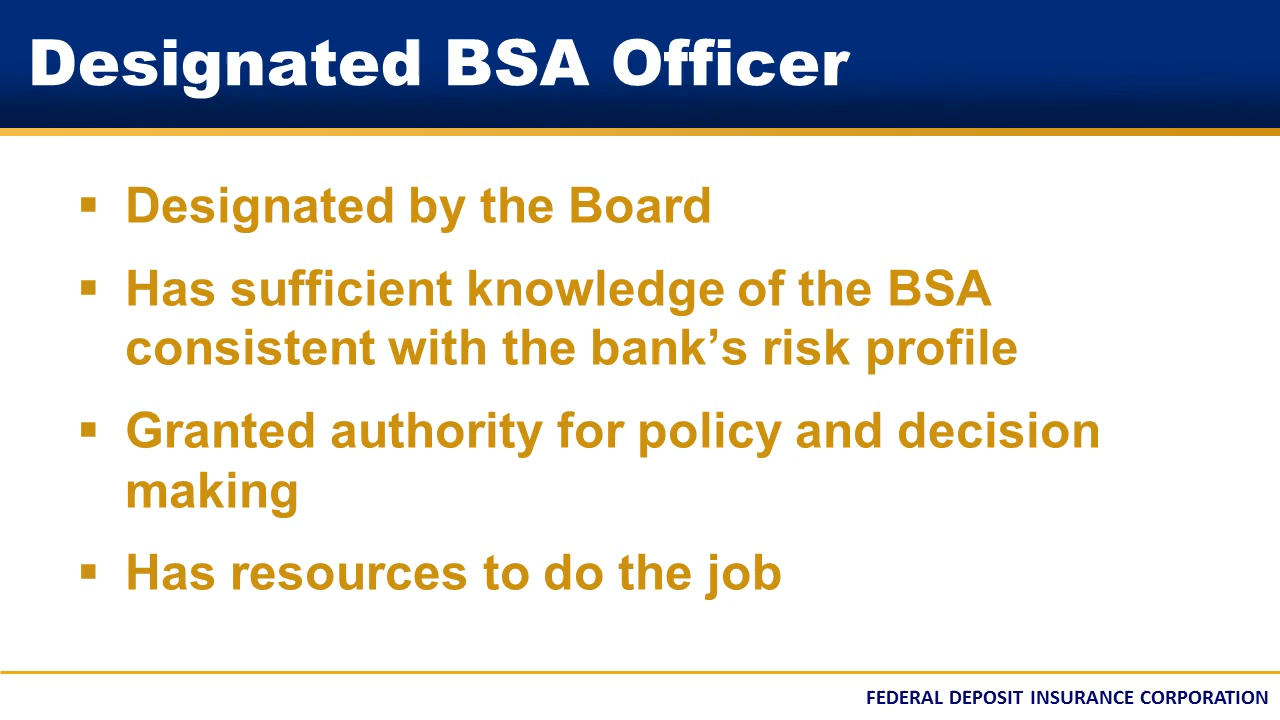 Designated BSA Officer
▪ Designated by the Board
▪ Has sufficient knowledge of the BSA
consistent with the bank’s risk profile
▪ Granted authority for policy and decision
making
▪ Has resources to do the job
FEDERAL DEPOSIT INSURANCE CORPORATION